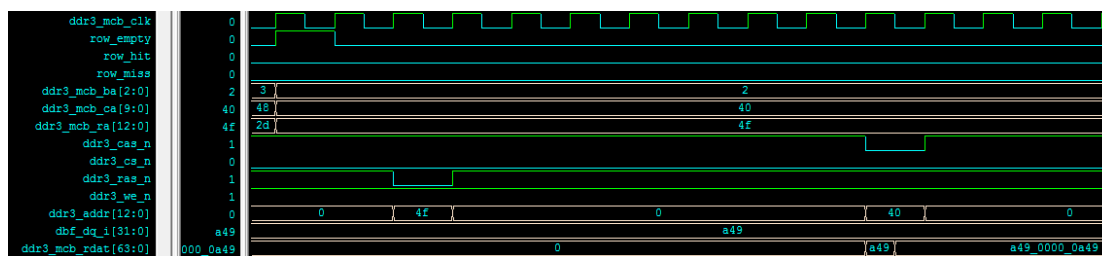 ddr3_mcb_clk 0
row_empty 0
row_hit 0
row_miss 0
ddr3_mcb_ba[2:0] 2 3 2
ddr3_mcb_ca[9:0] 40 48 40
ddr3_mcb_ra[12:0] 4f 2d 4f
ddr3_cas_n 1
ddr3_cs_n 0
ddr3_ras_n 1
ddr3_we_n 1
ddr3_addr[12:0] 0 0 4f 0 40 0
dbf_dq_i[31:0] a49 a49
ddr3_mcb_rdat[63:0] 000_0a49 0 a49 a49_0000_0a49